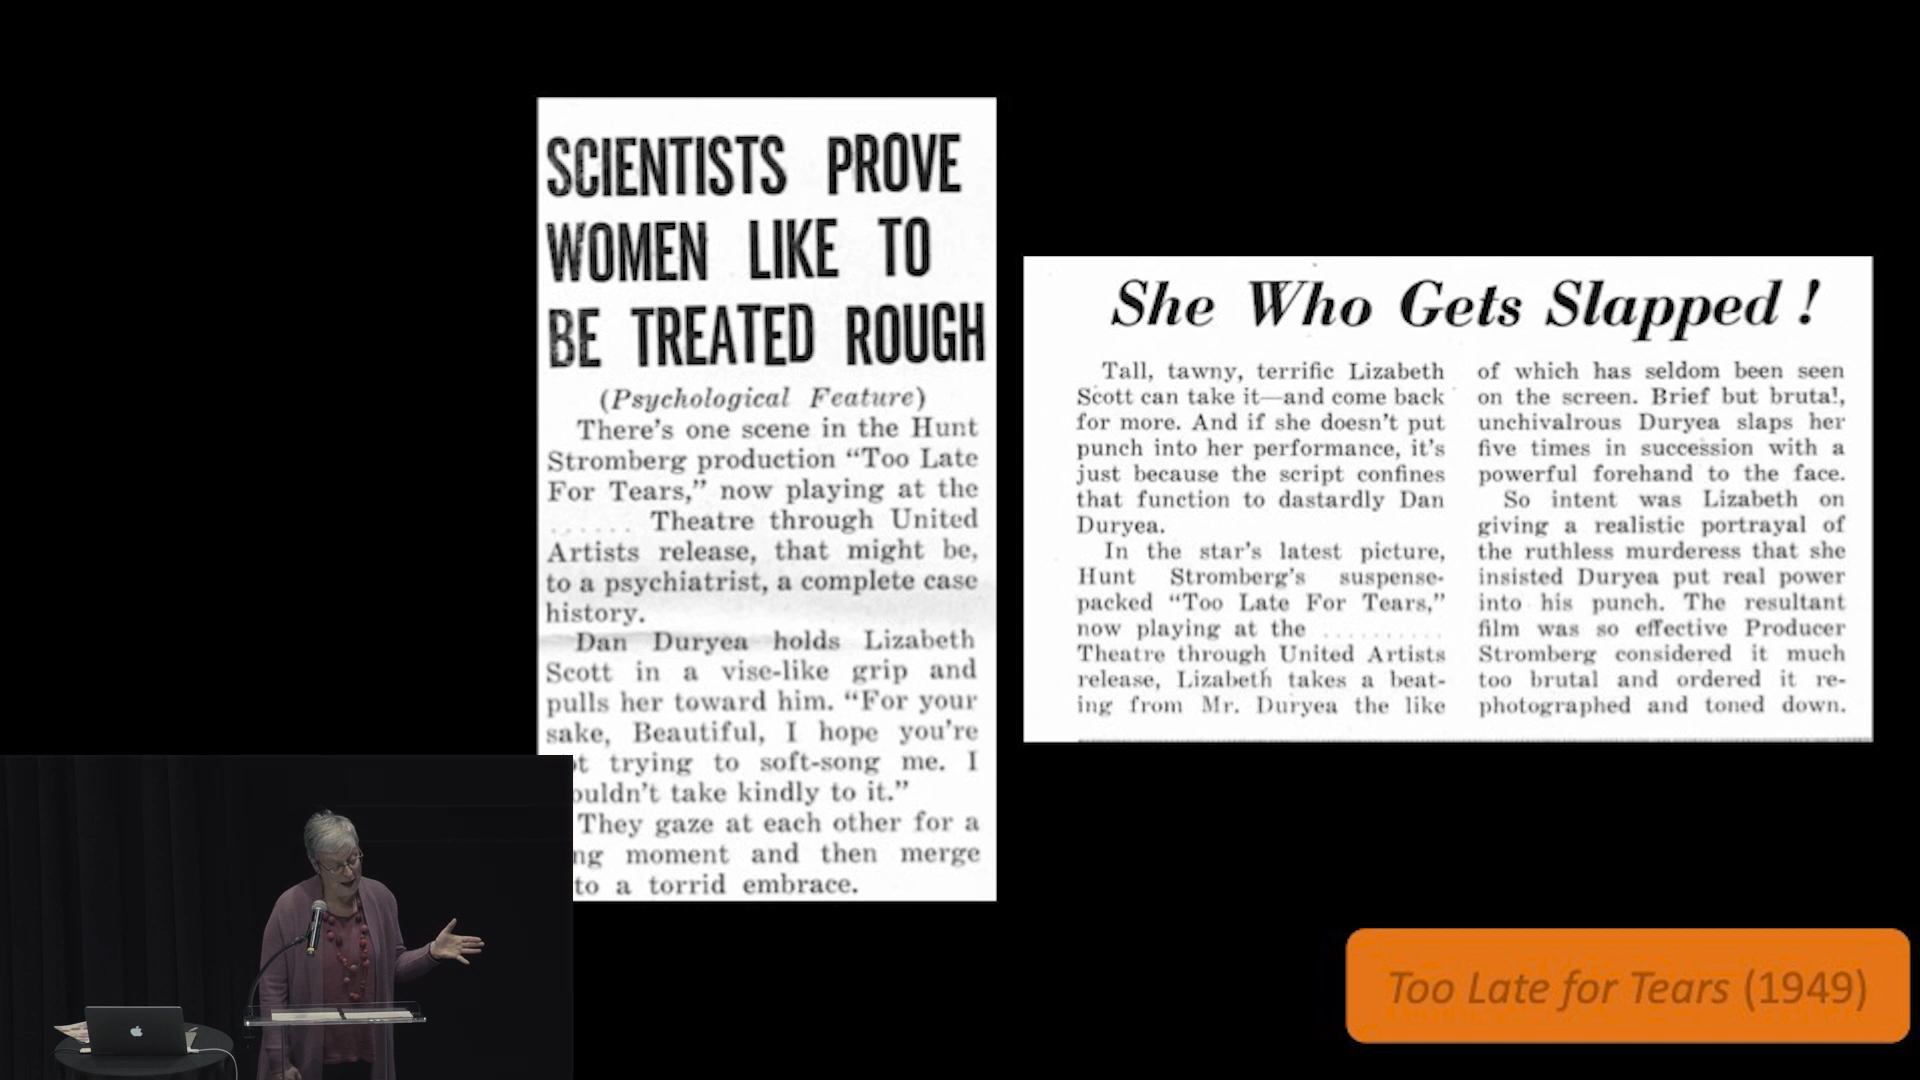 SCIENTISTS PROVE
WOMEN LIKE TO
BE TREATED ROUGH
(Psychological Feature)
There's one scene in the Hunt
Stromberg production "Too Late
For Tears," now playing at the
...... Theatre through United
Artists release, that might be,
to a psychiatrist, a complete case
history.
Dan Duryea holds Lizabeth
Scott in a vise-like grip and
pulls her toward him. "For your
sake, Beautiful, I hope you're
trying to soft-song me. I
take kindly to it."
They gaze at each other for a
moment and then merge
to a torrid embrace.
She Who Gets Slapped!
Tall, tawny, terrific Lizabeth
Scott can take it—and come back
for more. And if she doesn't put
punch into her performance, it's
just because the script confines
that function to dastardly Dan
Duryea.
In the star's latest picture,
Hunt Stromberg's suspense-
packed "Too Late For Tears,"
now playing at the ..........
Theatre through United Artists
release, Lizabeth takes a beat-
ing from Mr. Duryea the like
of which has seldom been seen
on the screen. Brief but brutal,
unchivalrous Duryea slaps her
five times in succession with a
powerful forehand to the face.
So intent was Lizabeth on
giving a realistic portrayal of
the ruthless murderess that she
insisted Duryea put real power
into his punch. The resultant
film was so effective Producer
Stromberg considered it much
too brutal and ordered it re-
photographed and toned down.
Too Late for Tears (1949)